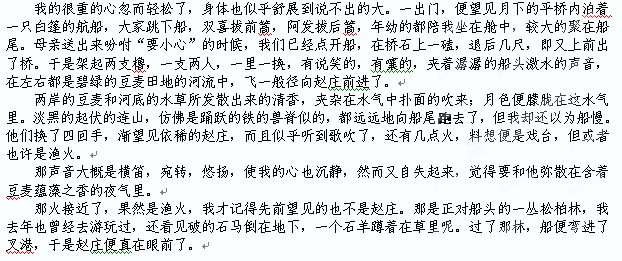 我的很重的心忽而轻松了，身体也似乎舒展到说不出的大。一出门，便望见月下的平桥内泊着
一只白篷的航船，大家跳下船，双喜拔前篙，阿发拔后篙，年幼的都陪我坐在舱中，较大的聚在船
尾。母亲送出来吩咐“要小心”的时候，我们已经点开船，在桥石上一磕，退后几尺，即又上前出
了桥。于是架起两支橹，一支两人，一里一换，有说笑的，有嚷的，夹着潺潺的船头激水的声音，
在左右都是碧绿的豆麦田地的河流中，飞一般径向赵庄前进了。
两岸的豆麦和河底的水草所发散出来的清香，夹杂在水气中扑面的吹来；月色便朦胧在这水气
里。淡黑的起伏的连山，仿佛是踊跃的铁的兽脊似的，都远远地向船尾跑去了，但我却还以为船慢。
他们换了四回手，渐望见依稀的赵庄，而且似乎听到歌吹了，还有几点火，料想便是戏台，但或者
也许是渔火。
那声音大概是横笛，宛转，悠扬，使我的心也沉静，然而又自失起来，觉得要和他弥散在含着
豆麦蕴藻之香的夜气里。
那火接近了，果然是渔火，我才记得先前望见的也不是赵庄。那是正对船头的一丛松柏林，我
去年也曾经去游玩过，还看见破的石马倒在地下，一个石羊蹲着在草里呢。过了那林，船便弯进了
叉港，于是赵庄便真在眼前了。